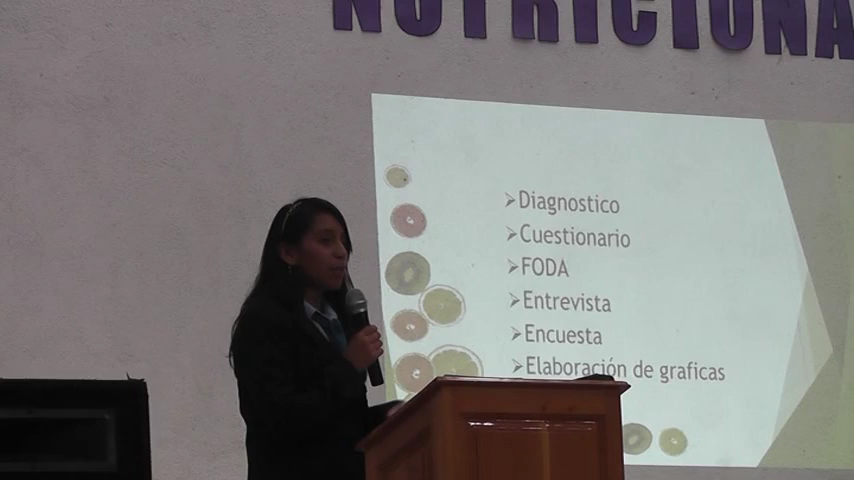 NUTRICIONA
➢Diagnostico
➢Cuestionario
➢FODA
➢Entrevista
➢Encuesta
➢Elaboración de graficas